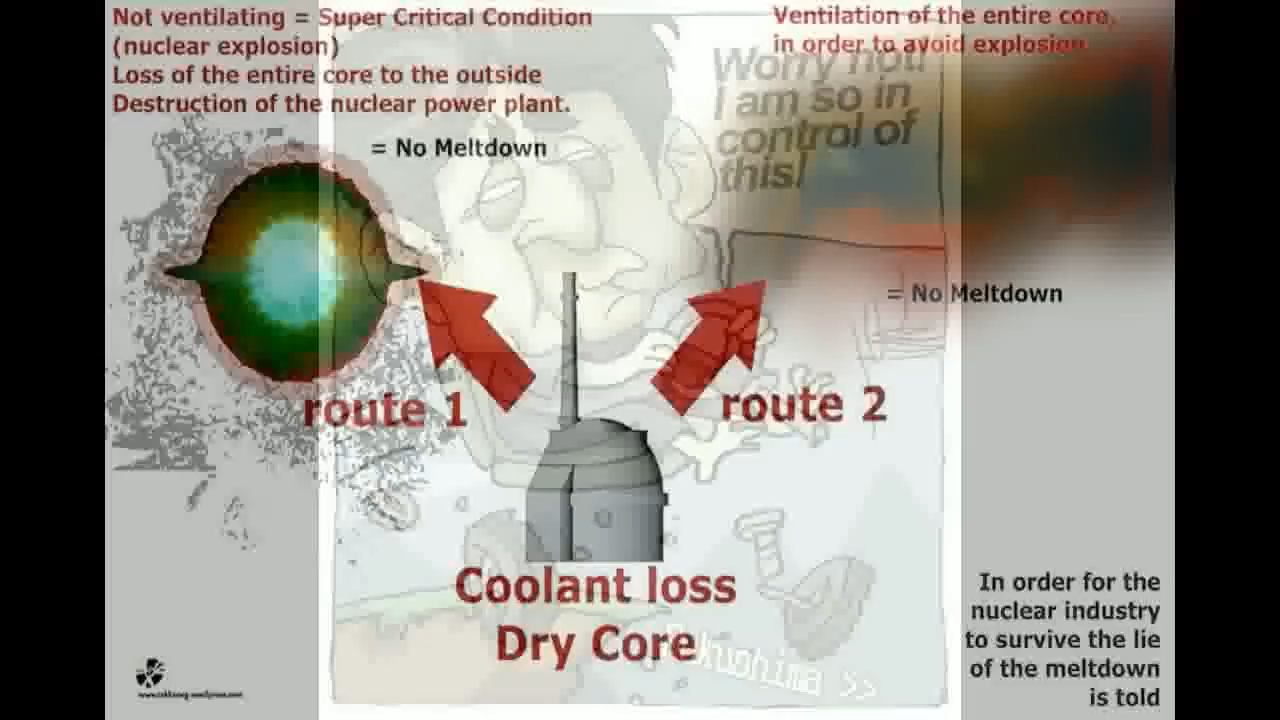 Not ventilating = Super Critical Condition
(nuclear explosion)
Loss of the entire core to the outside
Destruction of the nuclear power plant.
= No Meltdown
Ventilation of the entire core,
in order to avoid explosion
Worry not!
I am so in
control of
this!
= No Meltdown
route 1
route 2
Coolant loss
Dry Core
Fukushima >>
In order for the
nuclear industry
to survive the lie
of the meltdown
is told